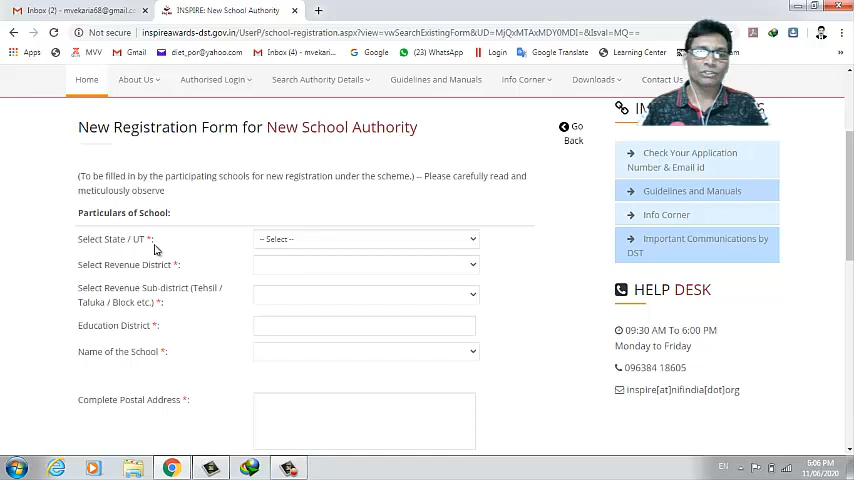 Inbox (2) - mvekaria68@gmail.co
INSPIRE: New School Authority
inspireawards-dst.gov.in/UserP/school-registration.aspx?view=vwSearchExistingForm&UD=MjQxMTAxMDY0MDI=&Isval=MQ==
Apps
MVV
Gmail
diet_por@yahoo.com
Inbox (4) - mvekari...
Google
(23) WhatsApp
Login
Google Translate
Learning Center
Home
About Us
Authorised Login
Search Authority Details
Guidelines and Manuals
Info Corner
Downloads
Contact Us
New Registration Form for New School Authority
Go
Back
(To be filled in by the participating schools for new registration under the scheme.) -- Please carefully read and
meticulously observe
Particulars of School:
Select State / UT *:
-- Select --
Select Revenue District *:
Select Revenue Sub-district (Tehsil /
Taluka / Block etc.) *:
Education District *:
Name of the School *:
Complete Postal Address *:
Check Your Application
Number & Email id
Guidelines and Manuals
Info Corner
Important Communications by
DST
HELP DESK
09:30 AM To 6:00 PM
Monday to Friday
096384 18605
inspire[at]nifindia[dot]org
EN
5:06 PM
11/06/2020